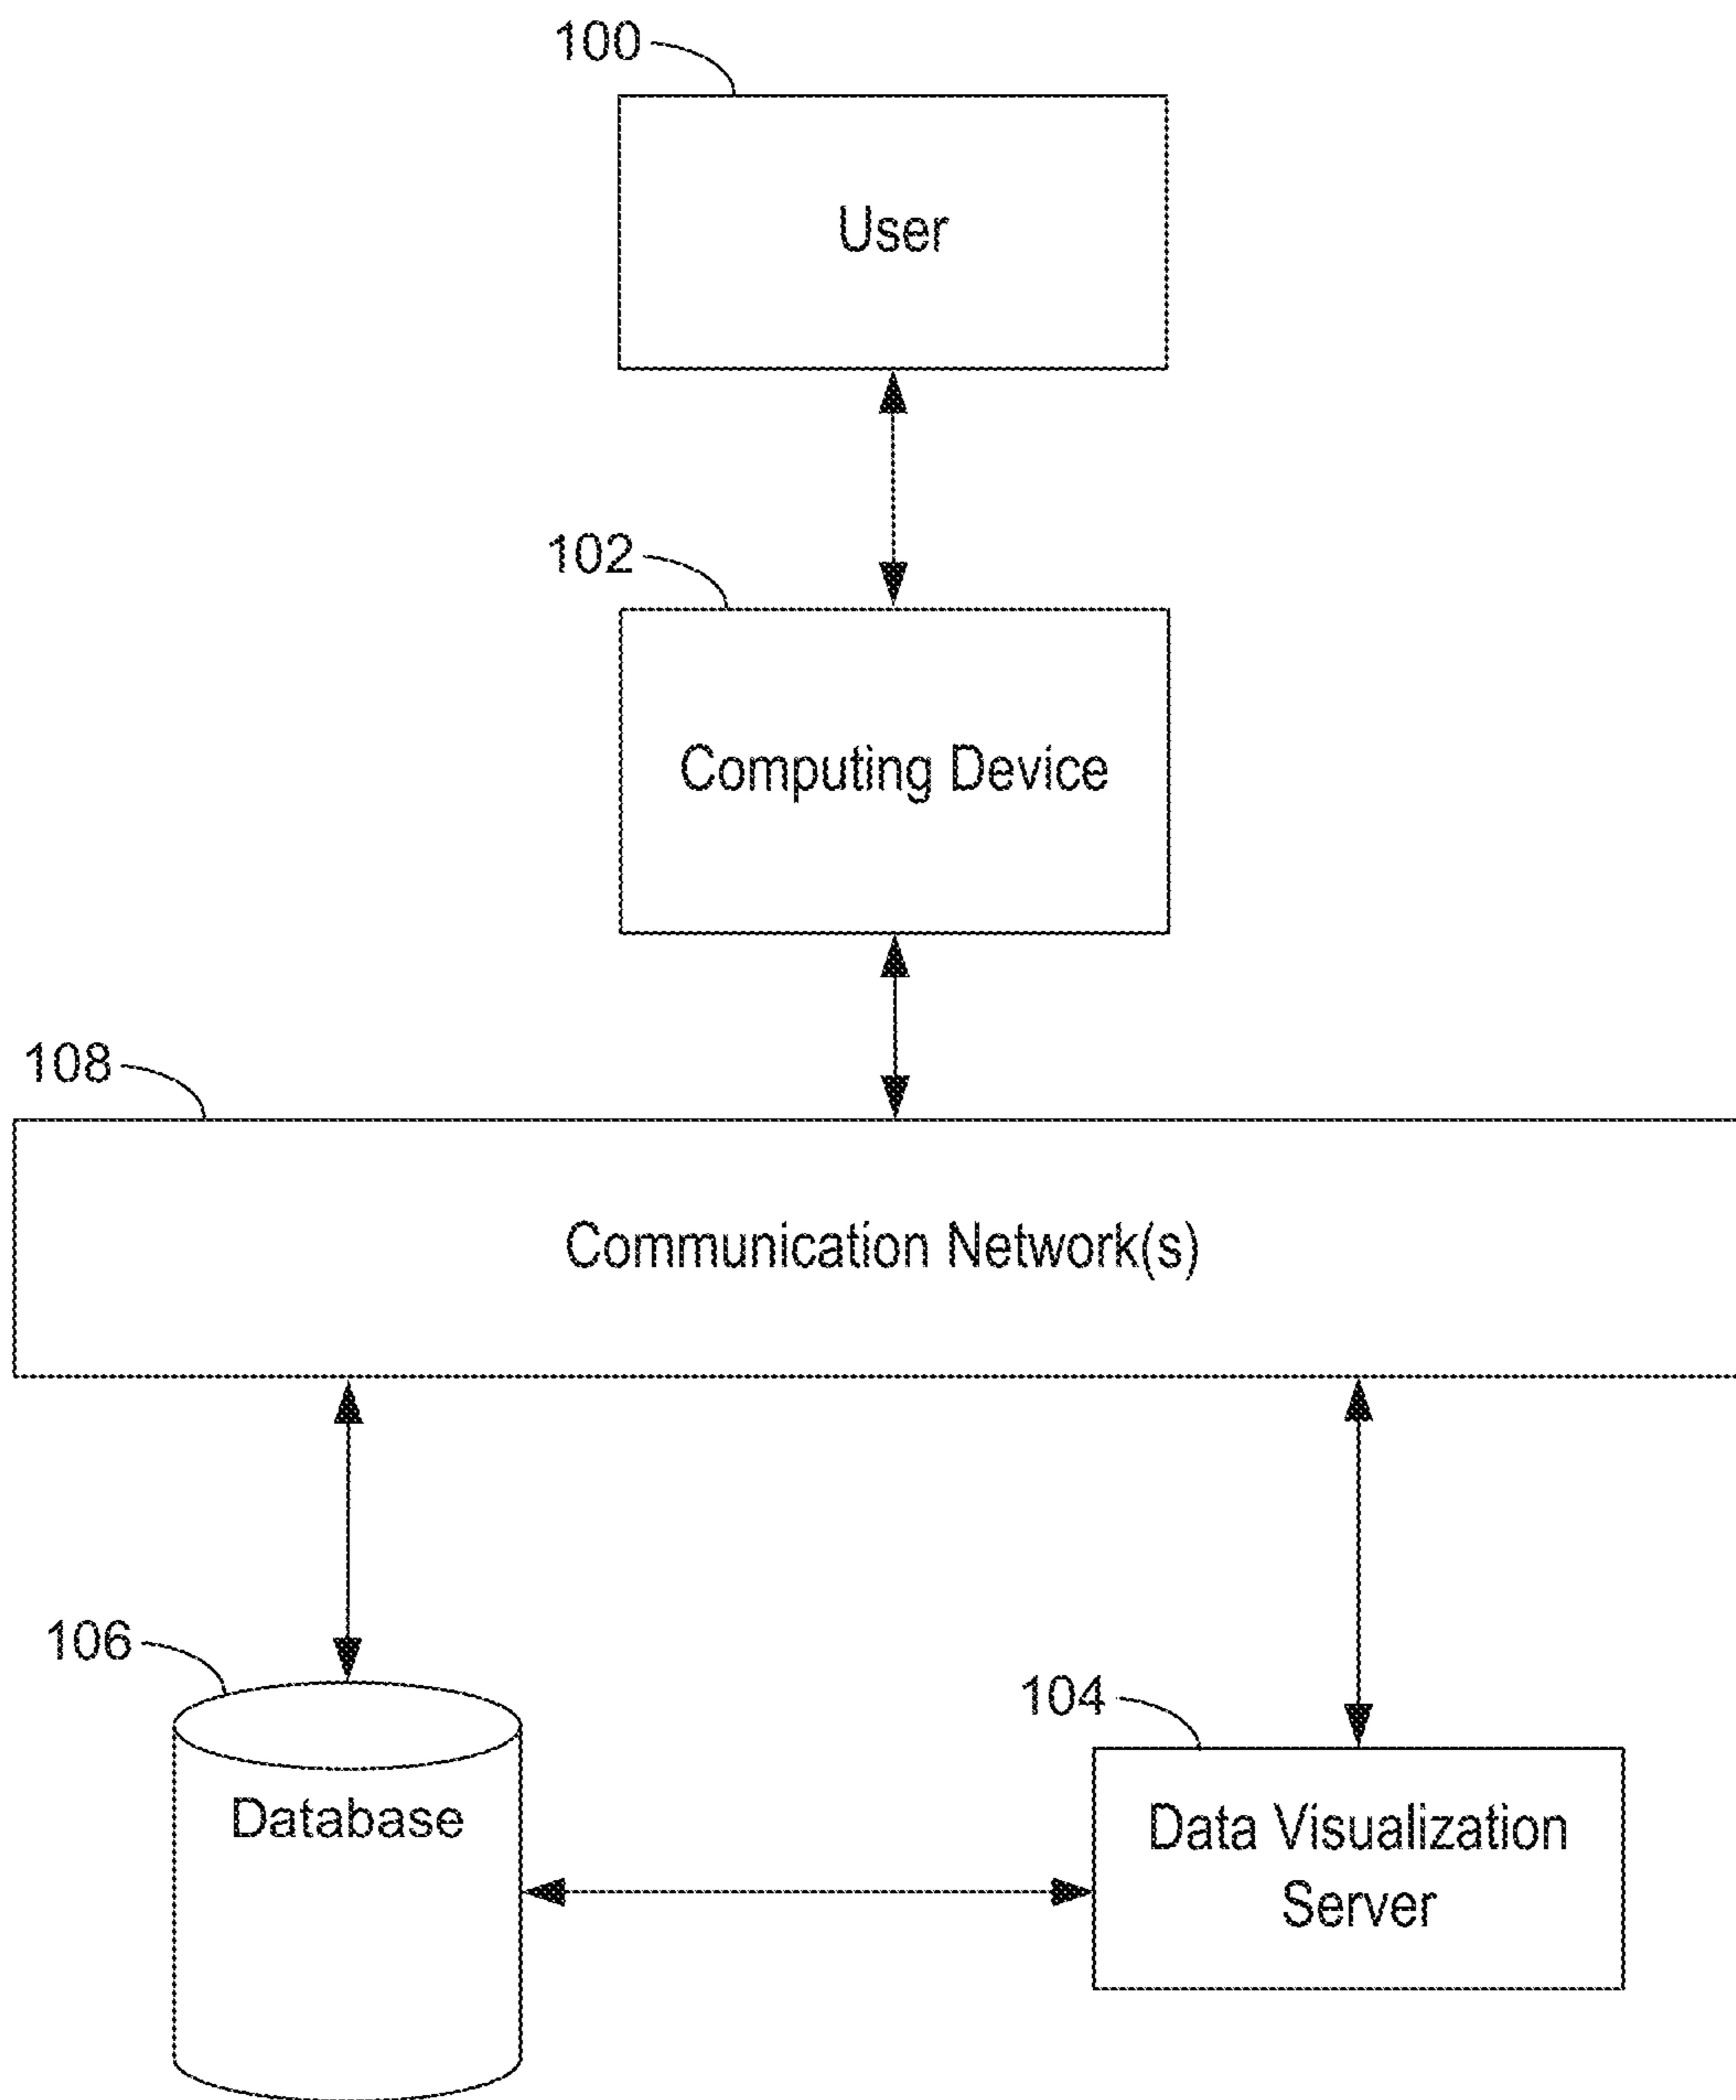 100
User
102
Computing Device
108
Communication Network(s)
106
Database
104
Data Visualization
Server